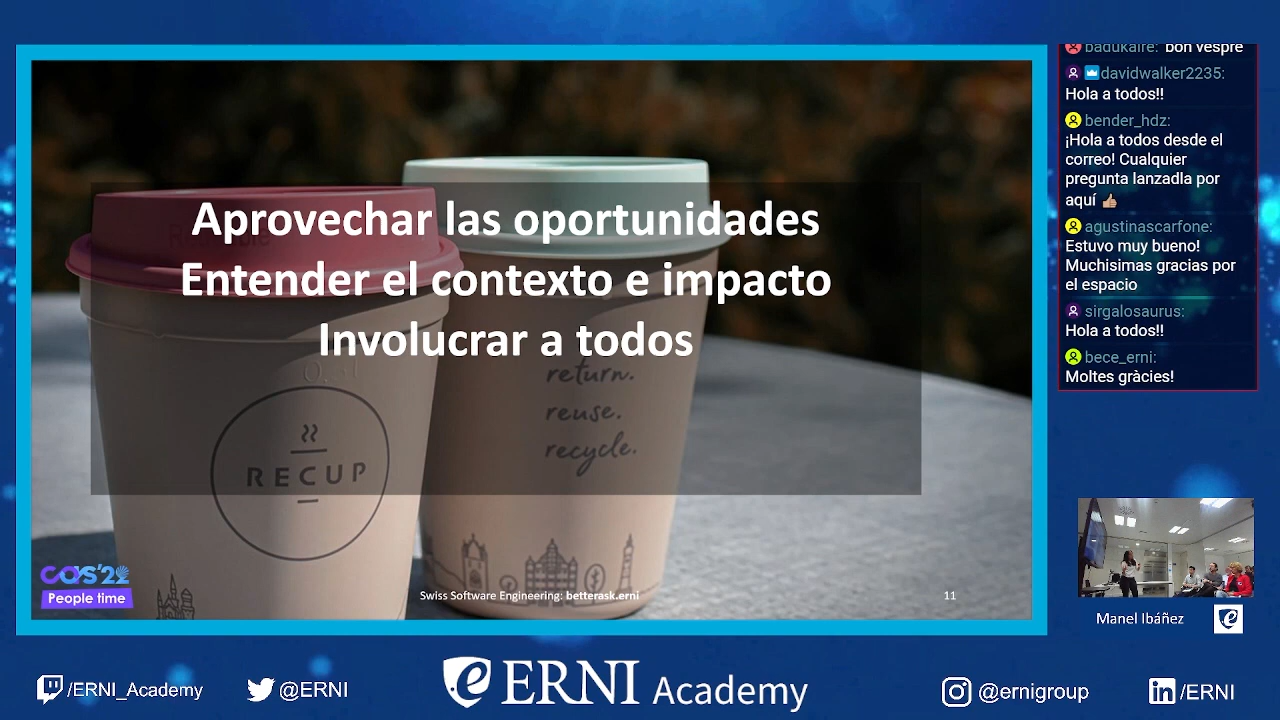 Aprovechar las oportunidades
Entender el contexto e impacto
Involucrar a todos
return.
reuse.
recycle.
RECUP
CAS'22
People time
Swiss Software Engineering: betterask.erni
11
badukaire: bon vespre
davidwalker2235:
Hola a todos!!
bender_hdz:
¡Hola a todos desde el
correo! Cualquier
pregunta lanzadla por
aquí 👍🏼
agustinascarfone:
Estuvo muy bueno!
Muchisimas gracias por
el espacio
sirgalosaurus:
Hola a todos!!
bece_erni:
Moltes gràcies!
Manel Ibáñez
/ERNI_Academy
@ERNI
ERNI Academy
@ernigroup
/ERNI